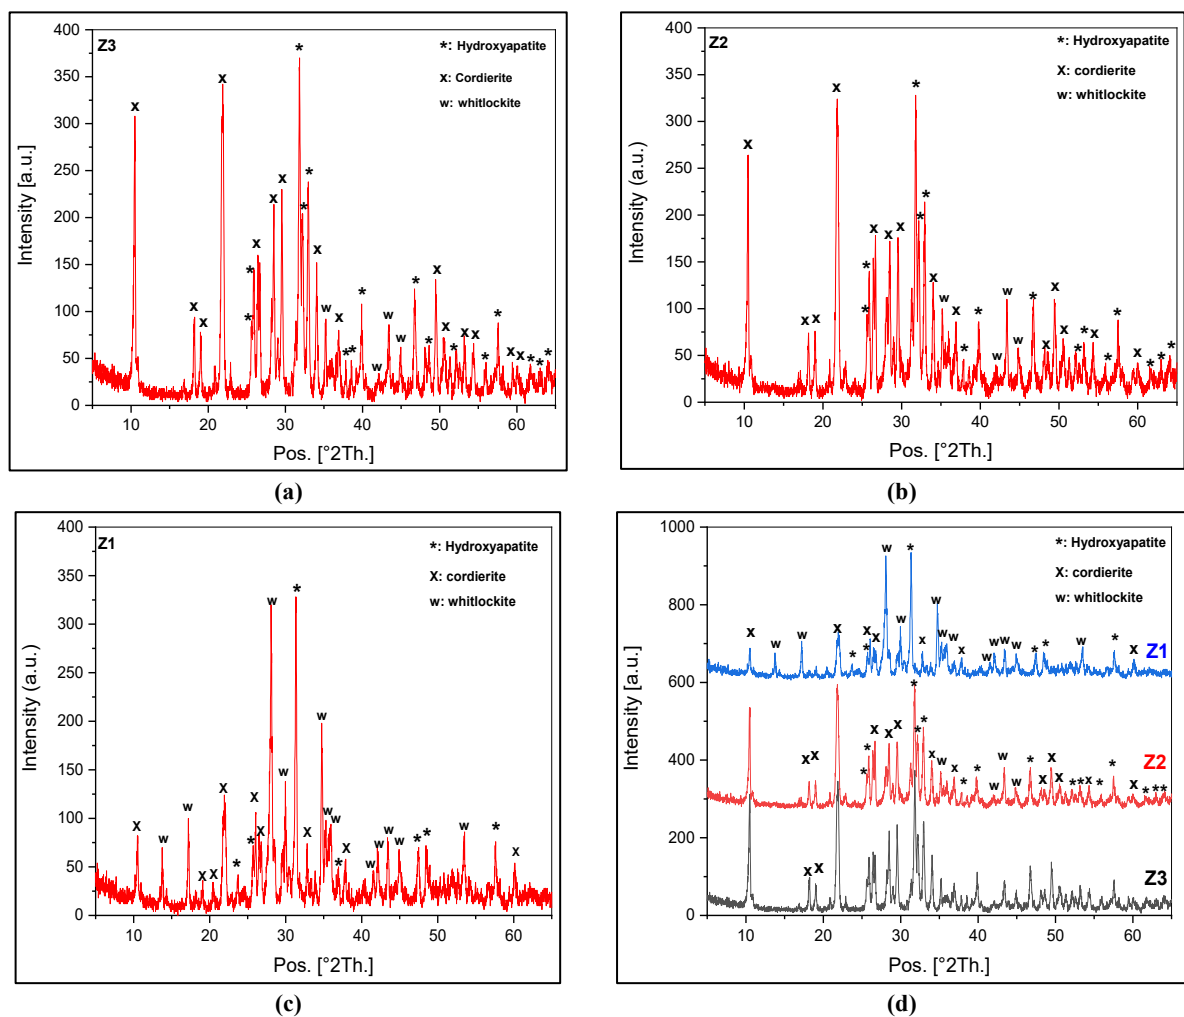 Z3
*: Hydroxyapatite
x: Cordierite
w: whitlockite
Intensity [a.u.]
400
350
300
250
200
150
100
50
0
10 20 30 40 50 60
Pos. [°2Th.]
(a)
Z2
*: Hydroxyapatite
x: cordierite
w: whitlockite
Intensity (a.u.)
400
350
300
250
200
150
100
50
0
10 20 30 40 50 60
Pos. [°2Th.]
(b)
Z1
*: Hydroxyapatite
x: cordierite
w: whitlockite
Intensity (a.u.)
400
350
300
250
200
150
100
50
0
10 20 30 40 50 60
Pos. [°2Th.]
(c)
*: Hydroxyapatite
x: cordierite
w: whitlockite
Intensity [a.u.]
1000
800
600
400
200
0
Z1
Z2
Z3
10 20 30 40 50 60
Pos. [°2Th.]
(d)